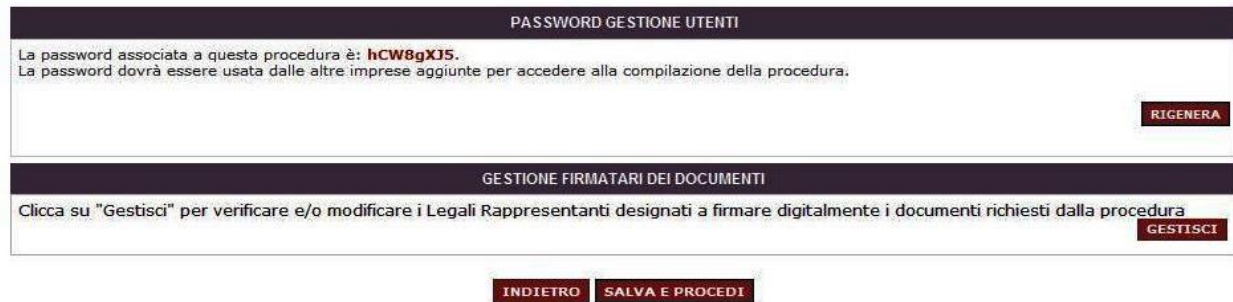 PASSWORD GESTIONE UTENTI
La password associata a questa procedura è: hCW8gXJ5.
La password dovrà essere usata dalle altre imprese aggiunte per accedere alla compilazione della procedura.
RIGENERA
GESTIONE FIRMATARI DEI DOCUMENTI
Clicca su "Gestisci" per verificare e/o modificare i Legali Rappresentanti designati a firmare digitalmente i documenti richiesti dalla procedura
GESTISCI
INDIETRO SALVA E PROCEDI